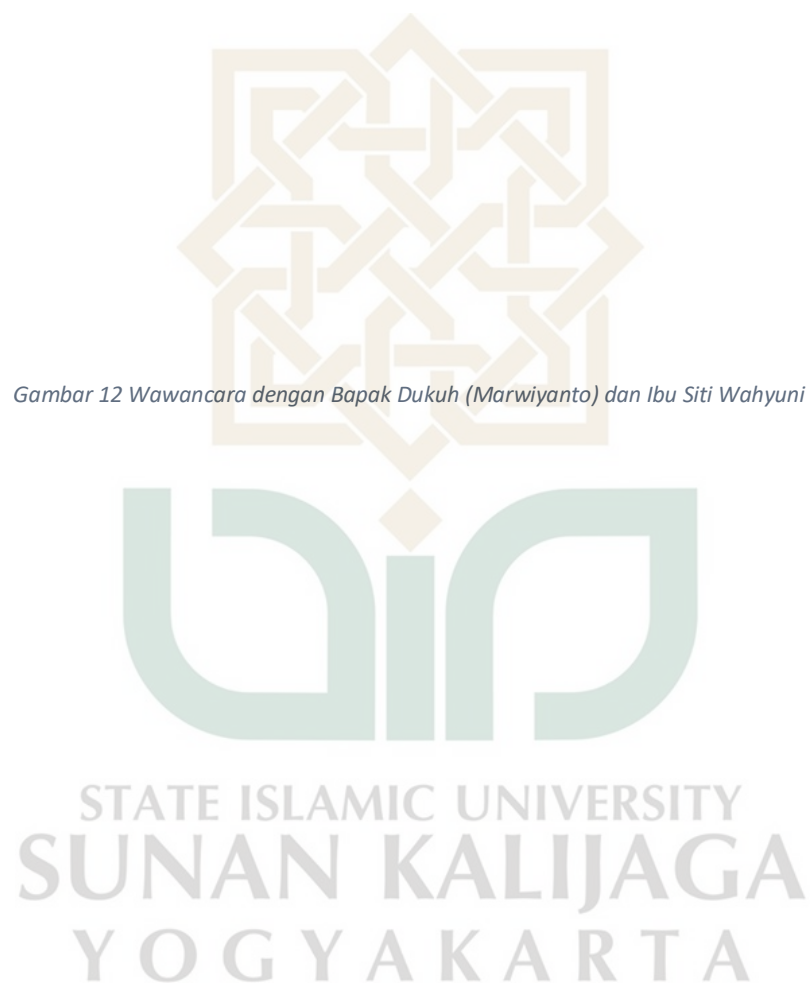 Gambar 12 Wawancara dengan Bapak Dukuh (Marwiyanto) dan Ibu Siti Wahyuni
STATE ISLAMIC UNIVERSITY
SUNAN KALIJAGA
YOGYAKARTA